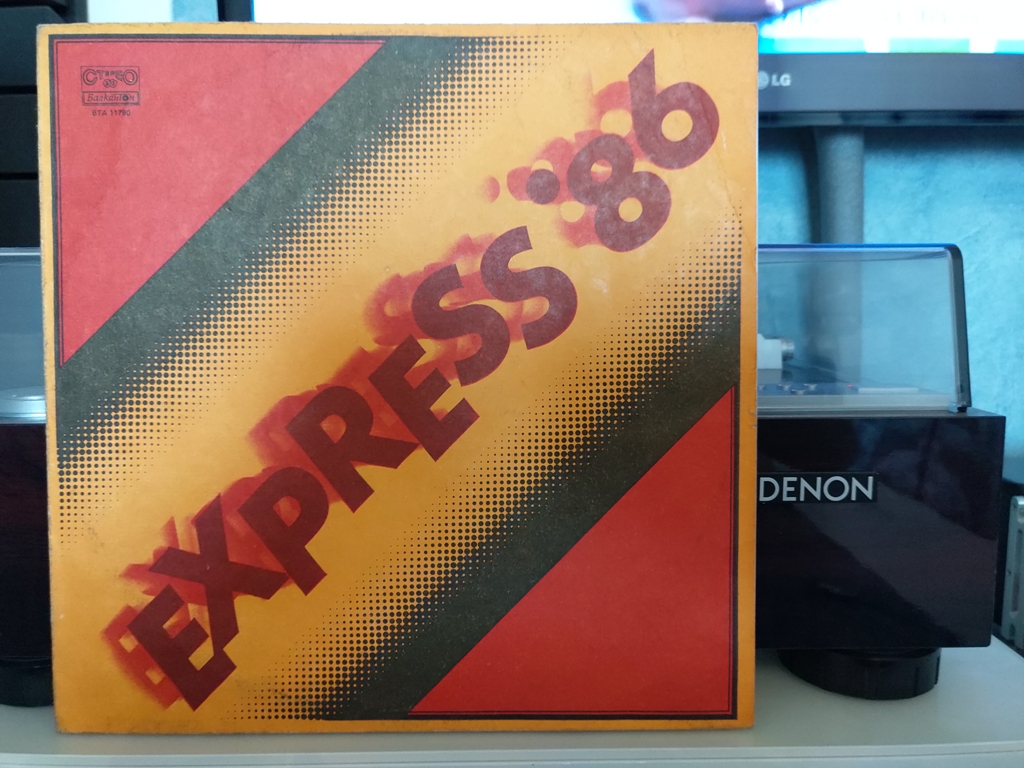 СТЕРЕО
Балкантон
ВТА 11790
EXPRESS '86
LG
DENON